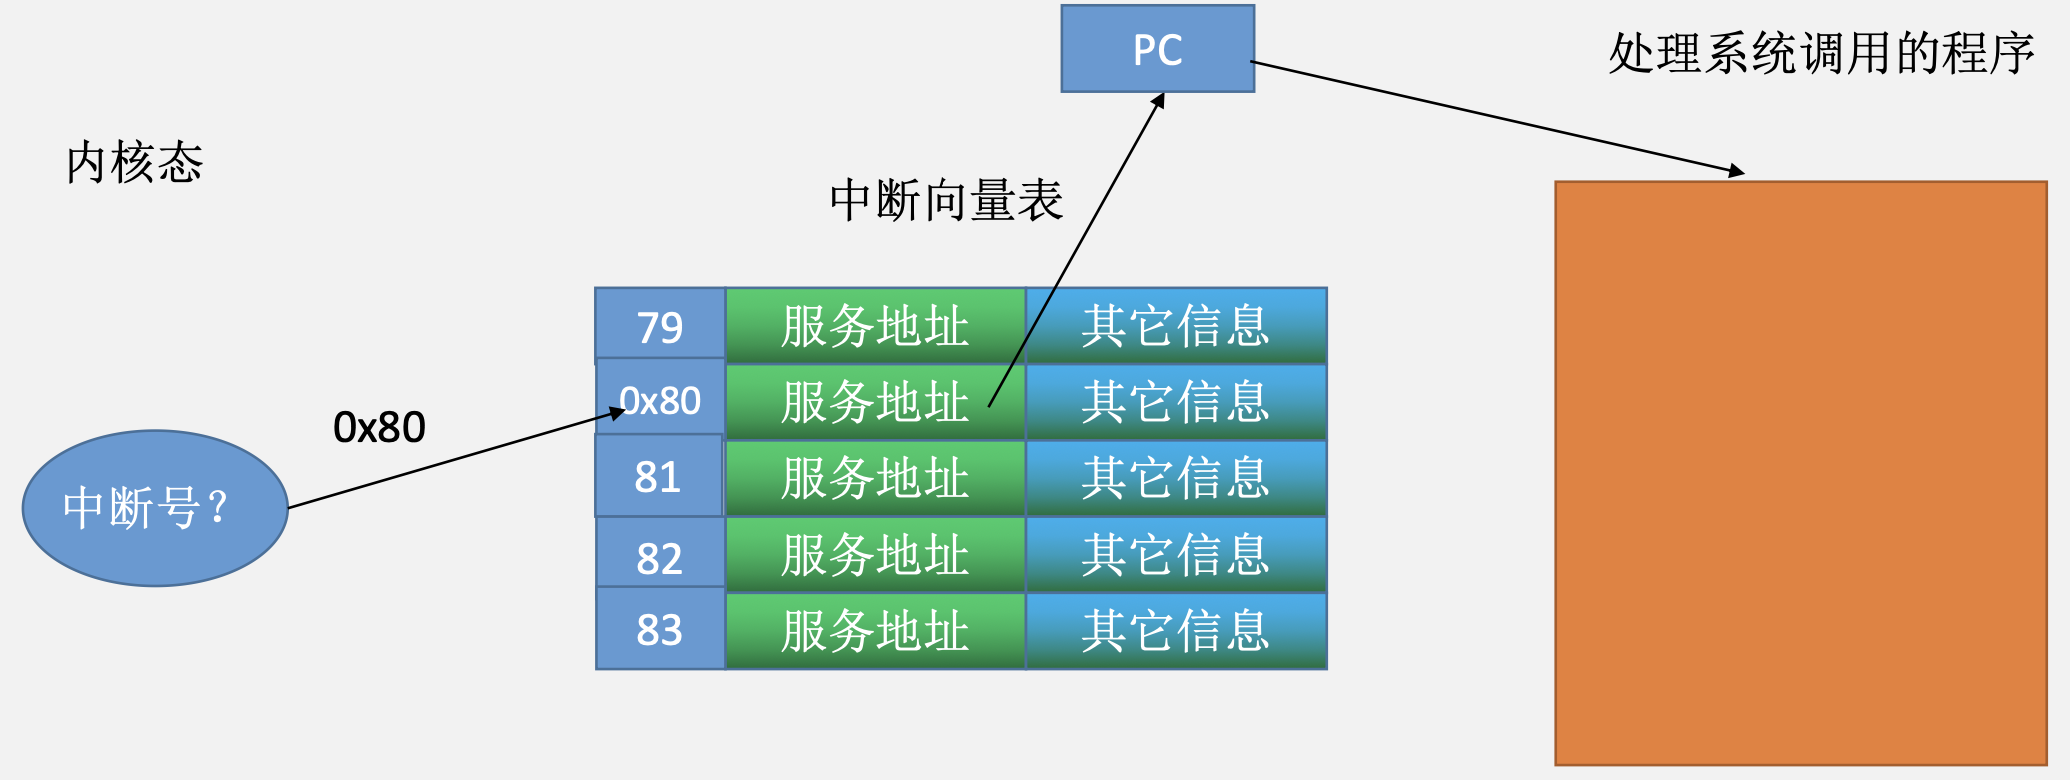 PC
处理系统调用的程序
内核态
中断向量表
79 服务地址 其它信息
0x80 服务地址 其它信息
0x80
81 服务地址 其它信息
中断号？
82 服务地址 其它信息
83 服务地址 其它信息